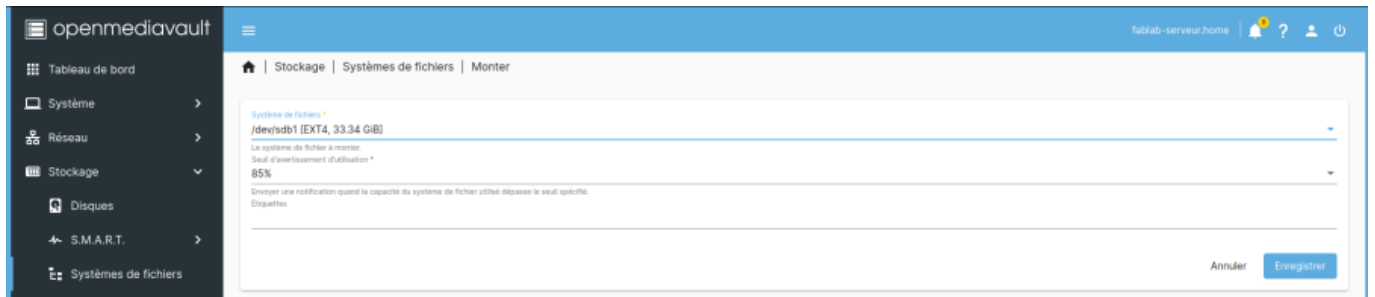 openmediavault
fablab-serveur.home
?
Tableau de bord
Stockage | Systèmes de fichiers | Monter
Système
Réseau
Stockage
Disques
S.M.A.R.T.
Systèmes de fichiers
Système de fichiers *
/dev/sdb1 [EXT4, 33.34 GiB]
Le système de fichier à monter.
Seuil d'avertissement d'utilisation *
85%
Envoyer une notification quand la capacité du système de fichier utilisé dépasse le seuil spécifié.
Étiquettes
Annuler
Enregistrer